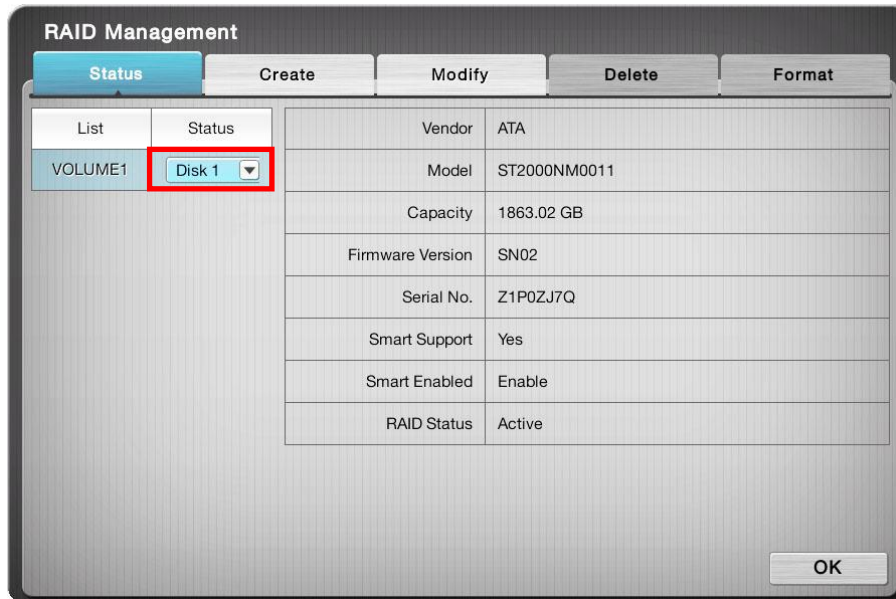 RAID Management
Status Create Modify Delete Format
List Status
VOLUME1 Disk 1
Vendor ATA
Model ST2000NM0011
Capacity 1863.02 GB
Firmware Version SN02
Serial No. Z1P0ZJ7Q
Smart Support Yes
Smart Enabled Enable
RAID Status Active
OK